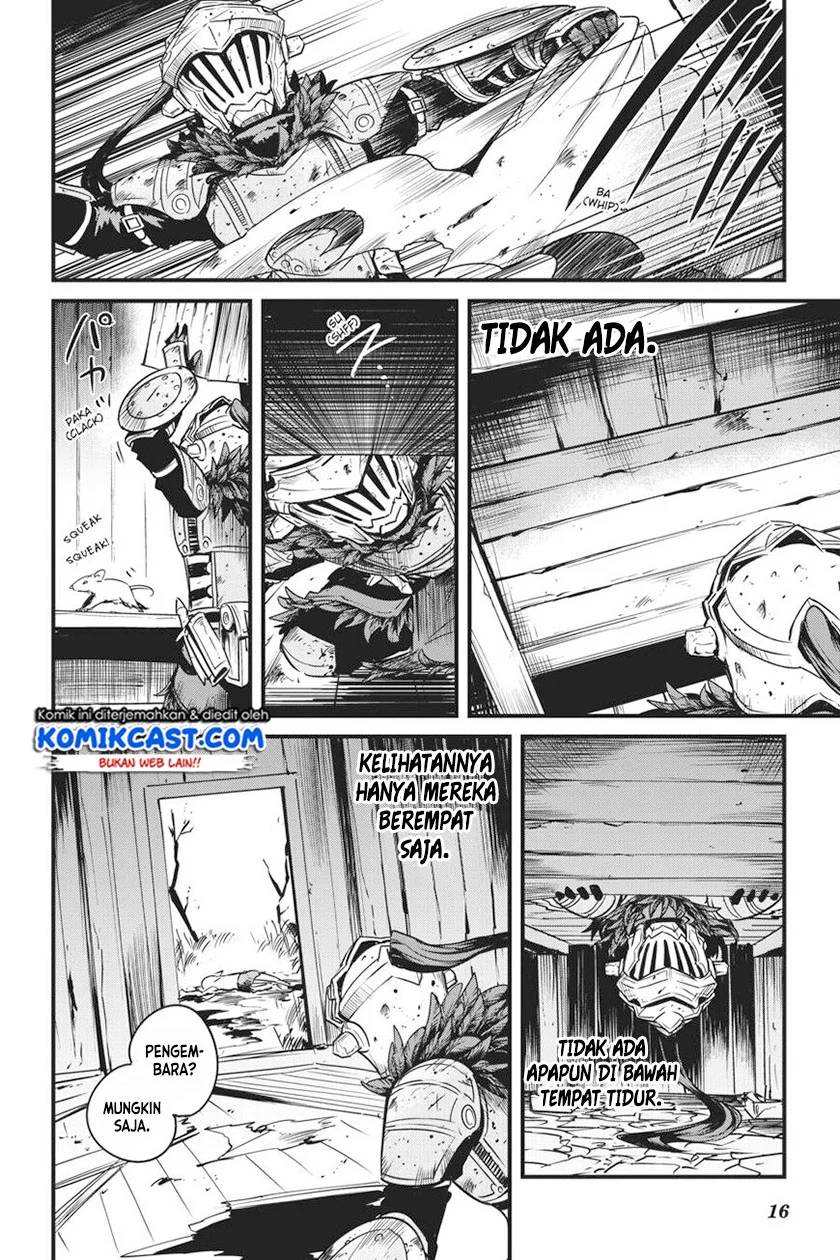 BA
(WHIP)
TIDAK ADA.
SU
(SHFF)
パカッ
PAKA
(CLACK)
SQUEAK
SQUEAK!
Komik ini diterjemahkan & diedit oleh
KOMIKCAST.COM
BUKAN WEB LAIN!!
TIDAK ADA
APAPUN DI BAWAH
TEMPAT TIDUR.
KELIHATANNYA
HANYA MEREKA
BEREMPAT
SAJA.
PENGEM-
BARA?
MUNGKIN
SAJA.
16